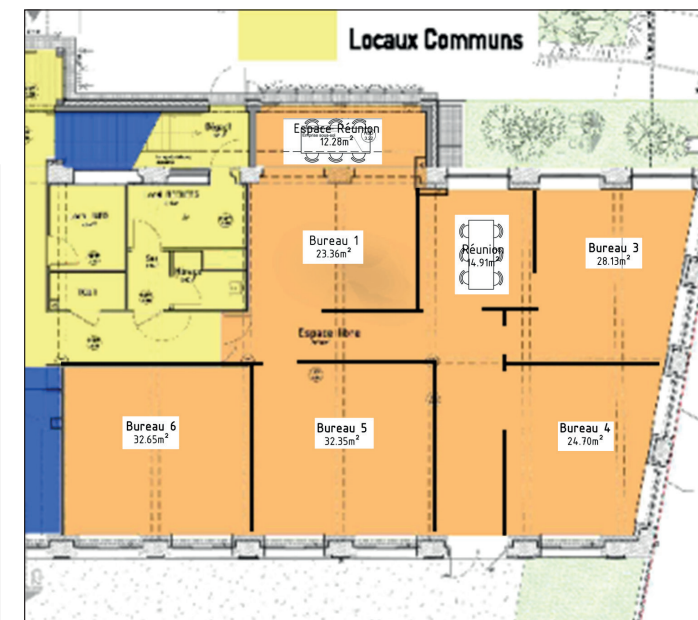 Locaux Communs
Dégagt
Espace Réunion
12.28m²
Bureau 1
23.36m²
Réunion
14.91m²
Bureau 3
28.13m²
Espace libre
Bureau 6
32.65m²
Bureau 5
32.35m²
Bureau 4
24.70m²